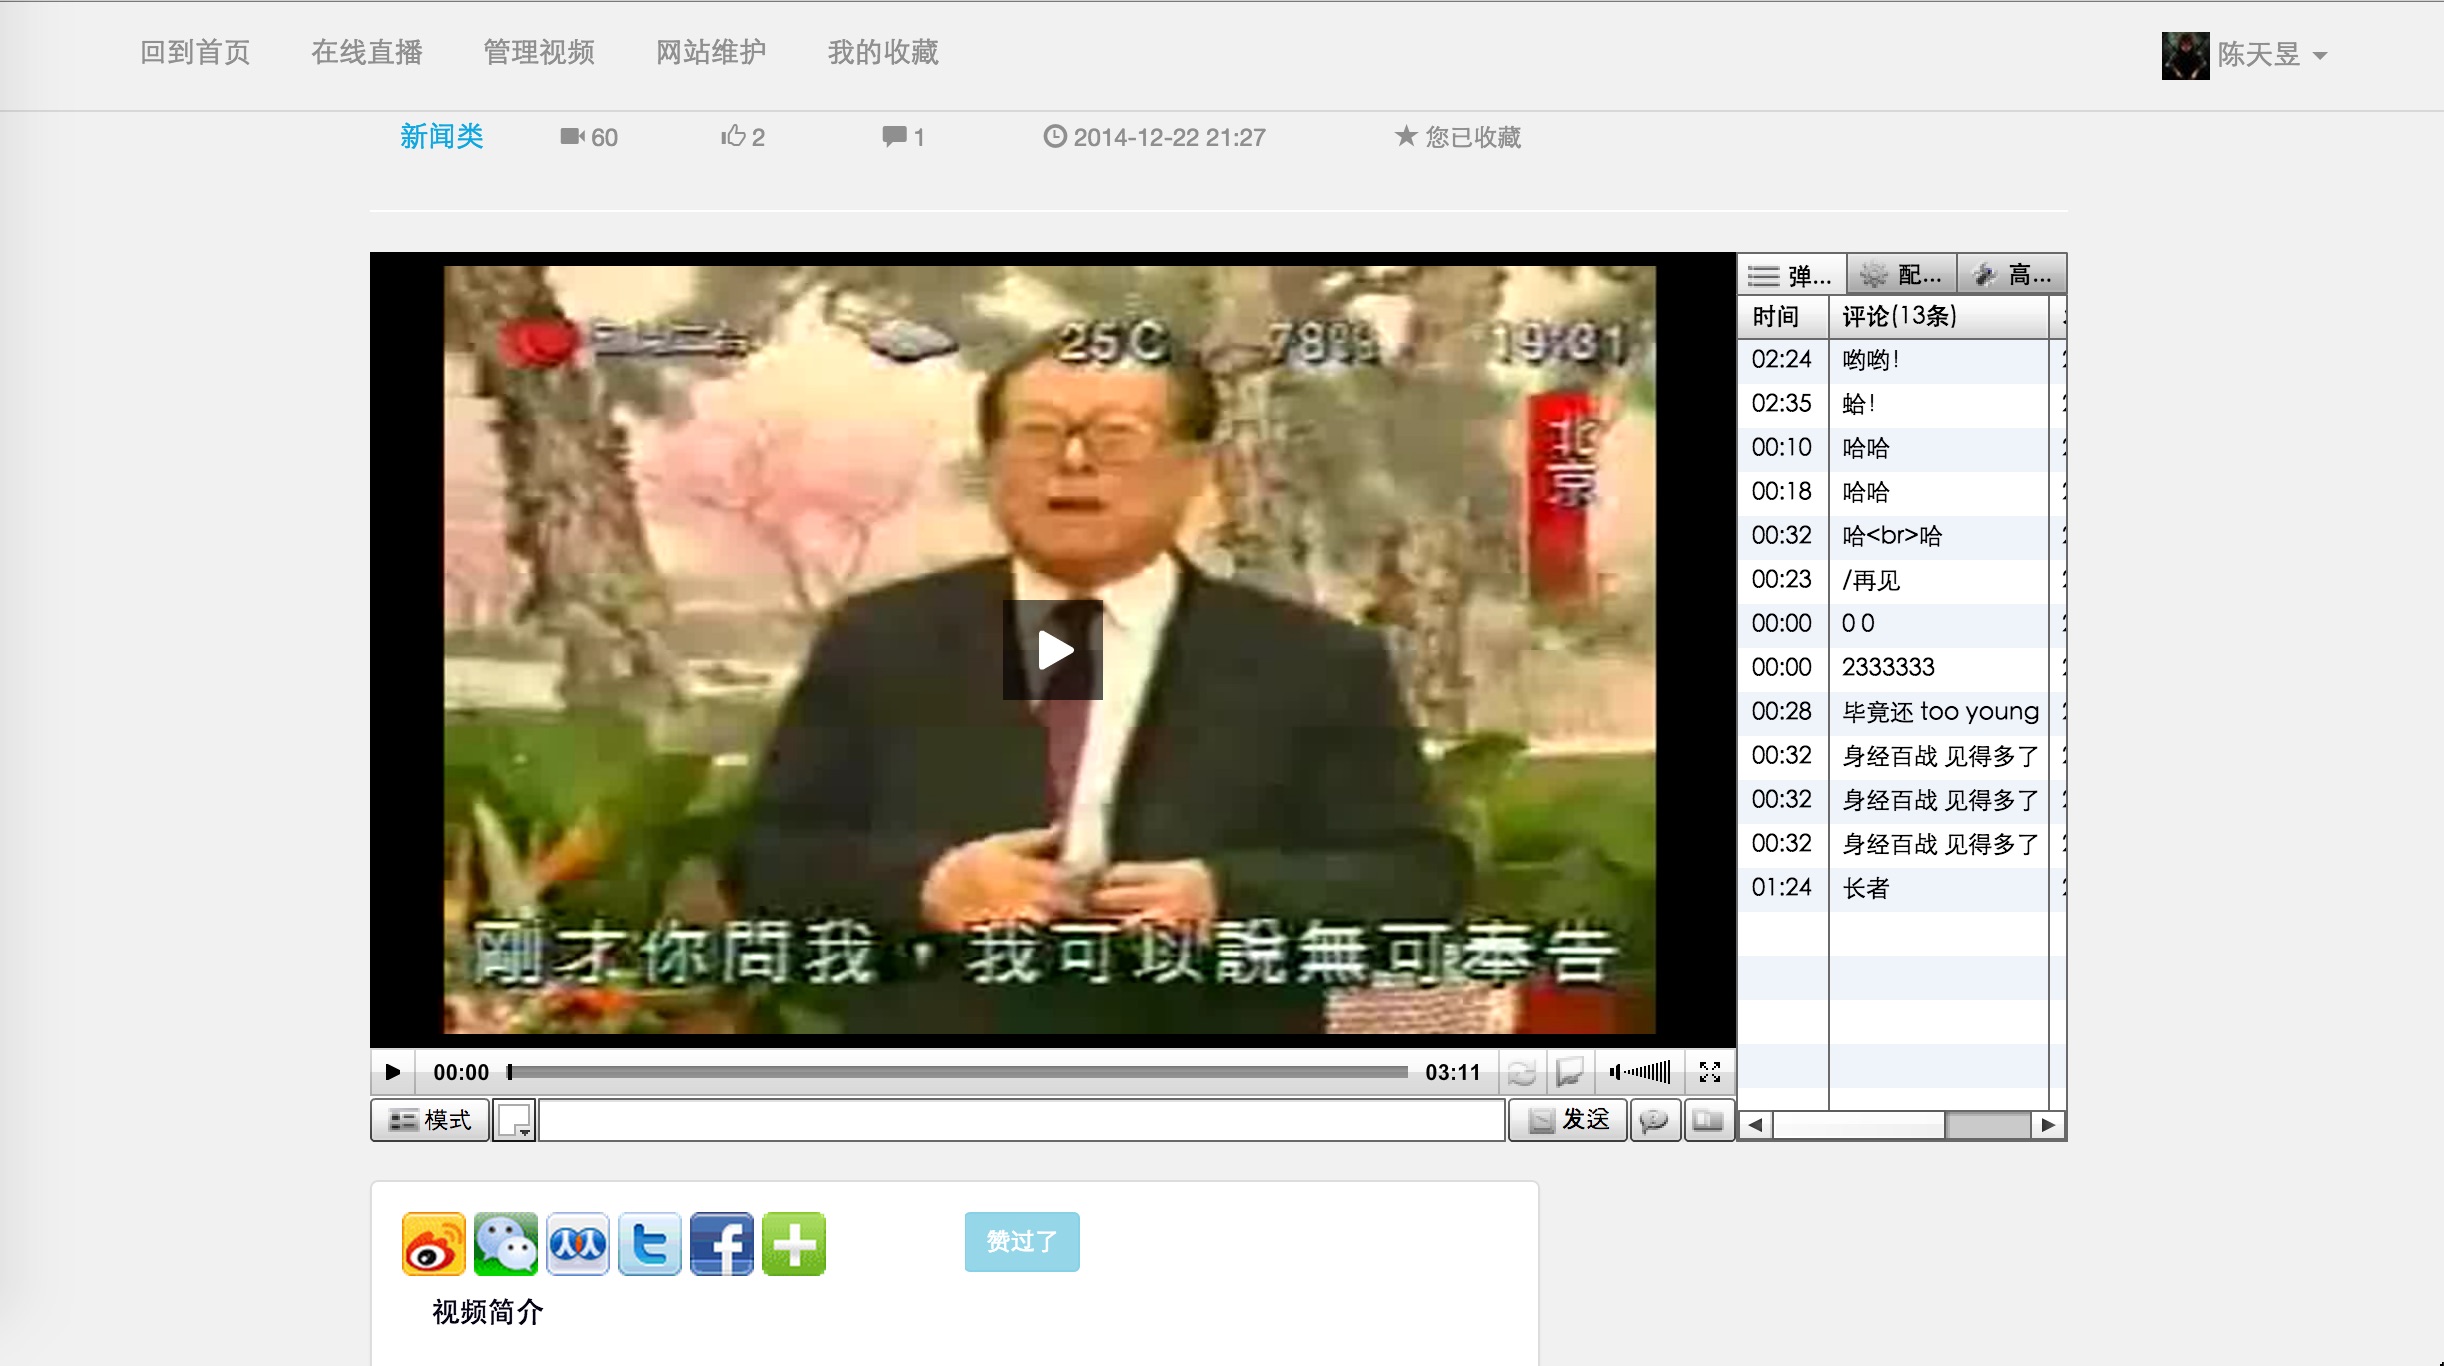 回到首页 在线直播 管理视频 网站维护 我的收藏 陈天昱
新闻类 60 2 1 2014-12-22 21:27 ★ 您已收藏
25C 78% 19:31
北京
剛才你問我，我可以說無可奉告
弹... 配... 高...
时间 评论(13条)
02:24 哟哟!
02:35 蛤!
00:10 哈哈
00:18 哈哈
00:32 哈<br>哈
00:23 /再见
00:00 0 0
00:00 2333333
00:28 毕竟还 too young
00:32 身经百战 见得多了
00:32 身经百战 见得多了
00:32 身经百战 见得多了
01:24 长者
00:00 03:11
模式 发送
赞过了
视频简介